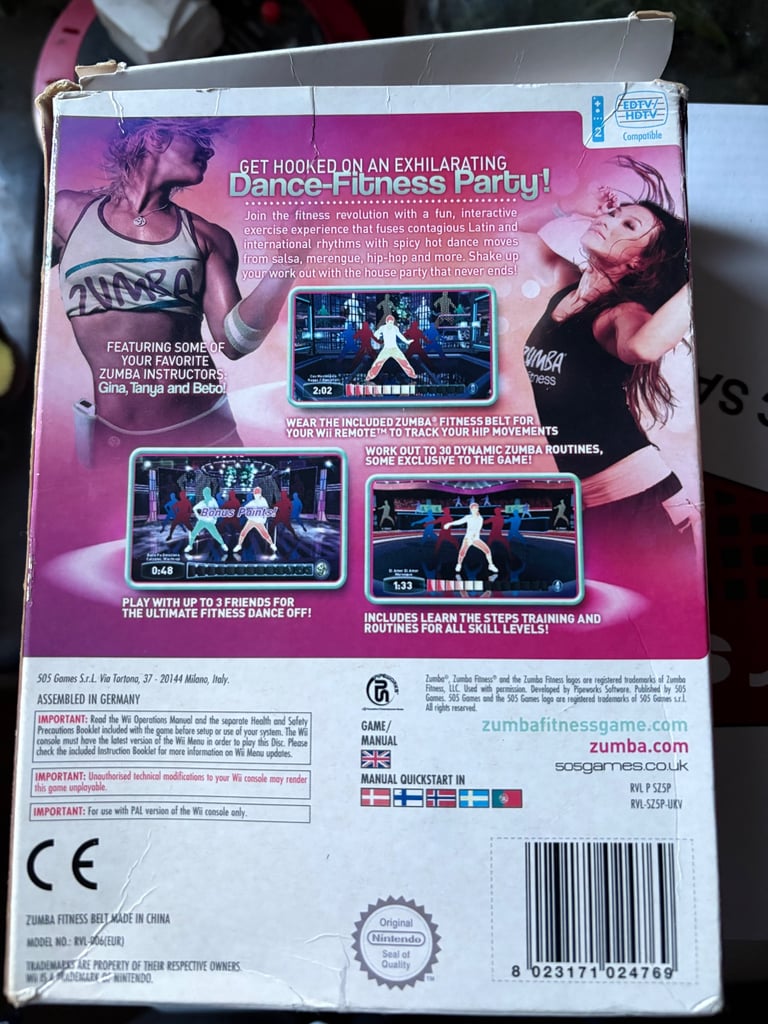 EDTV/
HDTV
2
Compatible
GET HOOKED ON AN EXHILARATING
Dance-Fitness Party!
Join the fitness revolution with a fun, interactive
exercise experience that fuses contagious Latin and
international rhythms with spicy hot dance moves
from salsa, merengue, hip-hop and more. Shake up
your work out with the house party that never ends!
ZUMBA
FEATURING SOME OF
YOUR FAVORITE
ZUMBA INSTRUCTORS:
Gina, Tanya and Beto!
ZUMBA
fitness
2:02
WEAR THE INCLUDED ZUMBA® FITNESS BELT FOR
YOUR Wii REMOTE™ TO TRACK YOUR HIP MOVEMENTS
WORK OUT TO 30 DYNAMIC ZUMBA ROUTINES,
SOME EXCLUSIVE TO THE GAME!
Bonus Points!
0:48
El Amor El Amor
1:33
PLAY WITH UP TO 3 FRIENDS FOR
THE ULTIMATE FITNESS DANCE OFF!
INCLUDES LEARN THE STEPS TRAINING AND
ROUTINES FOR ALL SKILL LEVELS!
505 Games S.r.L. Via Tortona, 37 - 20144 Milano, Italy.
ASSEMBLED IN GERMANY
IMPORTANT: Read the Wii Operations Manual and the separate Health and Safety
Precautions Booklet included with the game before setup or use of your system. The Wii
console must have the latest version of the Wii Menu in order to play this Disc. Please
check the included Instruction Booklet for more information on Wii Menu updates.
IMPORTANT: Unauthorised technical modifications to your Wii console may render
this game unplayable.
IMPORTANT: For use with PAL version of the Wii console only.
Zumba®, Zumba Fitness® and the Zumba Fitness logos are registered trademarks of Zumba
Fitness, LLC. Used with permission. Developed by Pipeworks Software. Published by 505
Games. 505 Games and the 505 Games logo are registered trademarks of 505 Games s.r.l.
All rights reserved.
GAME/
MANUAL
MANUAL QUICKSTART IN
zumbafitnessgame.com
zumba.com
505games.co.uk
RVL P SZ5P
RVL-SZ5P-UKV
CE
ZUMBA FITNESS BELT MADE IN CHINA
MODEL NO.: RVL-006(EUR)
TRADEMARKS ARE PROPERTY OF THEIR RESPECTIVE OWNERS.
Wii IS A TRADEMARK OF NINTENDO.
Original
Nintendo
Seal of
Quality
TM
8 023171 024769